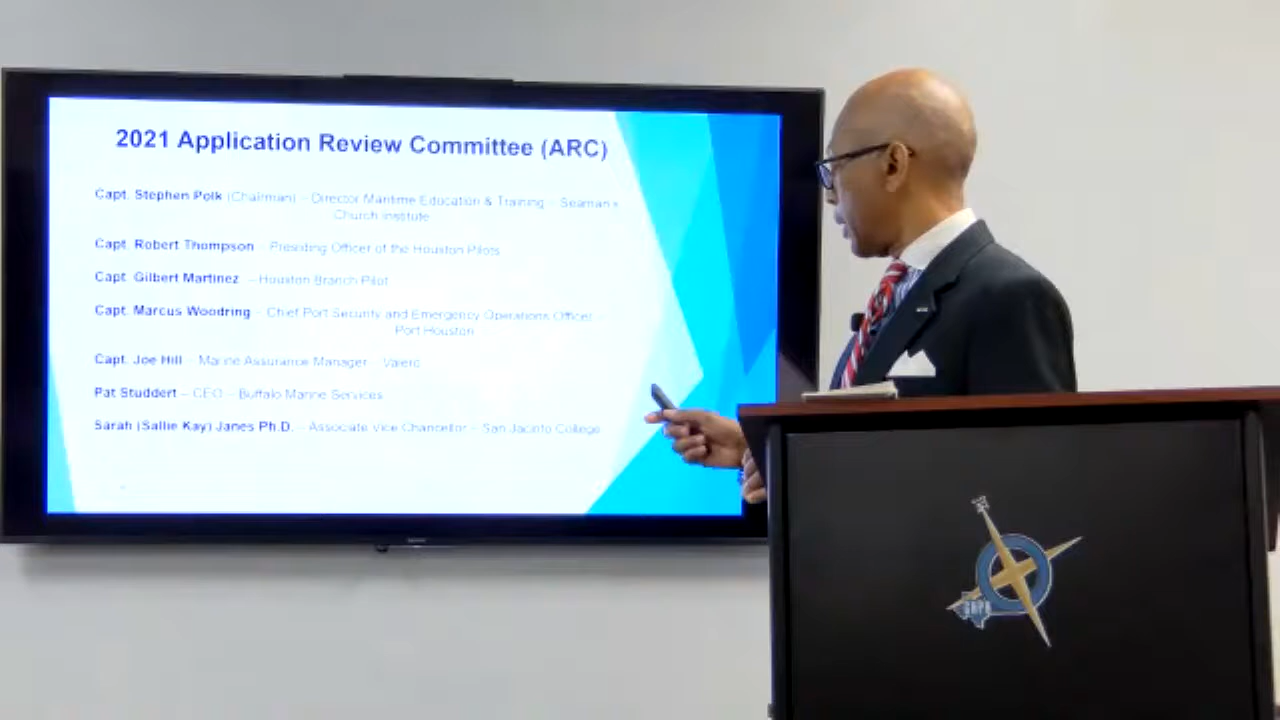 2021 Application Review Committee (ARC)
Capt. Stephen Polk (Chairman) – Director Maritime Education & Training – Seaman's
Church Institute
Capt. Robert Thompson – Presiding Officer of the Houston Pilots
Capt. Gilbert Martinez – Houston Branch Pilot
Capt. Marcus Woodring – Chief Port Security and Emergency Operations Officer –
Port Houston
Capt. Joe Hill – Marine Assurance Manager – Valero
Pat Studdert – CEO – Buffalo Marine Services
Sarah (Sallie Kay) Janes Ph.D. – Associate Vice Chancellor – San Jacinto College